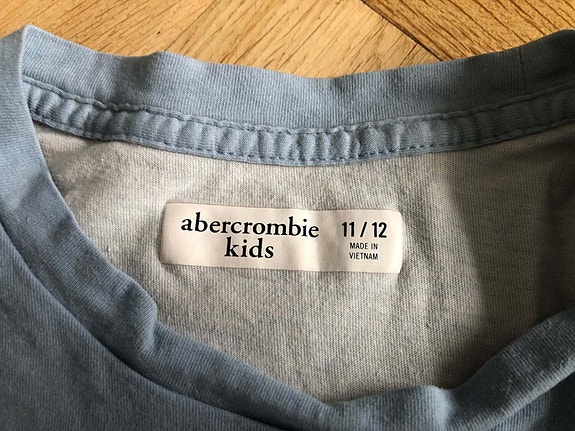 abercrombie
kids
11 / 12
MADE IN
VIETNAM